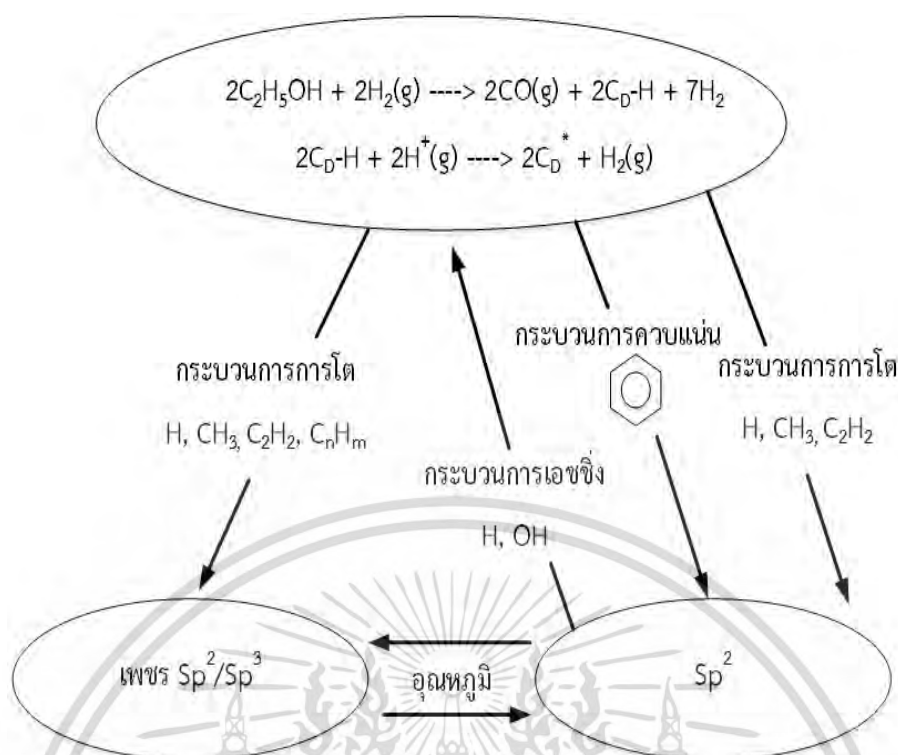 2C₂H₅OH + 2H₂(g) ----> 2CO(g) + 2C_D-H + 7H₂
2C_D-H + 2H⁺(g) ----> 2C_D* + H₂(g)
กระบวนการการโต
H, CH₃, C₂H₂, CₙHₘ
กระบวนการเอชชิ่ง
H, OH
กระบวนการควบแน่น
กระบวนการการโต
H, CH₃, C₂H₂
เพชร Sp²/Sp³
อุณหภูมิ
Sp²